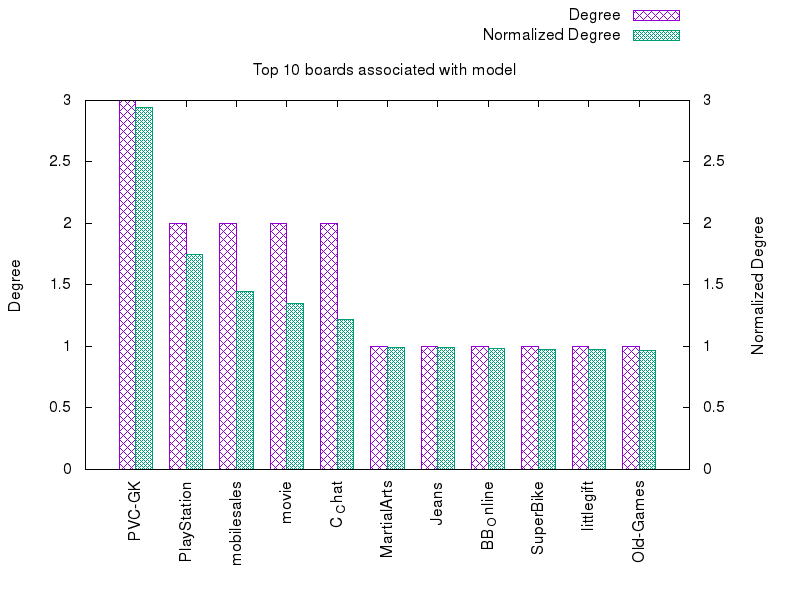 Degree
Normalized Degree
Top 10 boards associated with model
3
2.5
2
1.5
1
0.5
0
3
2.5
2
1.5
1
0.5
0
Degree
Normalized Degree
PVC-GK
PlayStation
mobilesales
movie
CChat
MartialArts
Jeans
BBOnline
SuperBike
littlegift
Old-Games